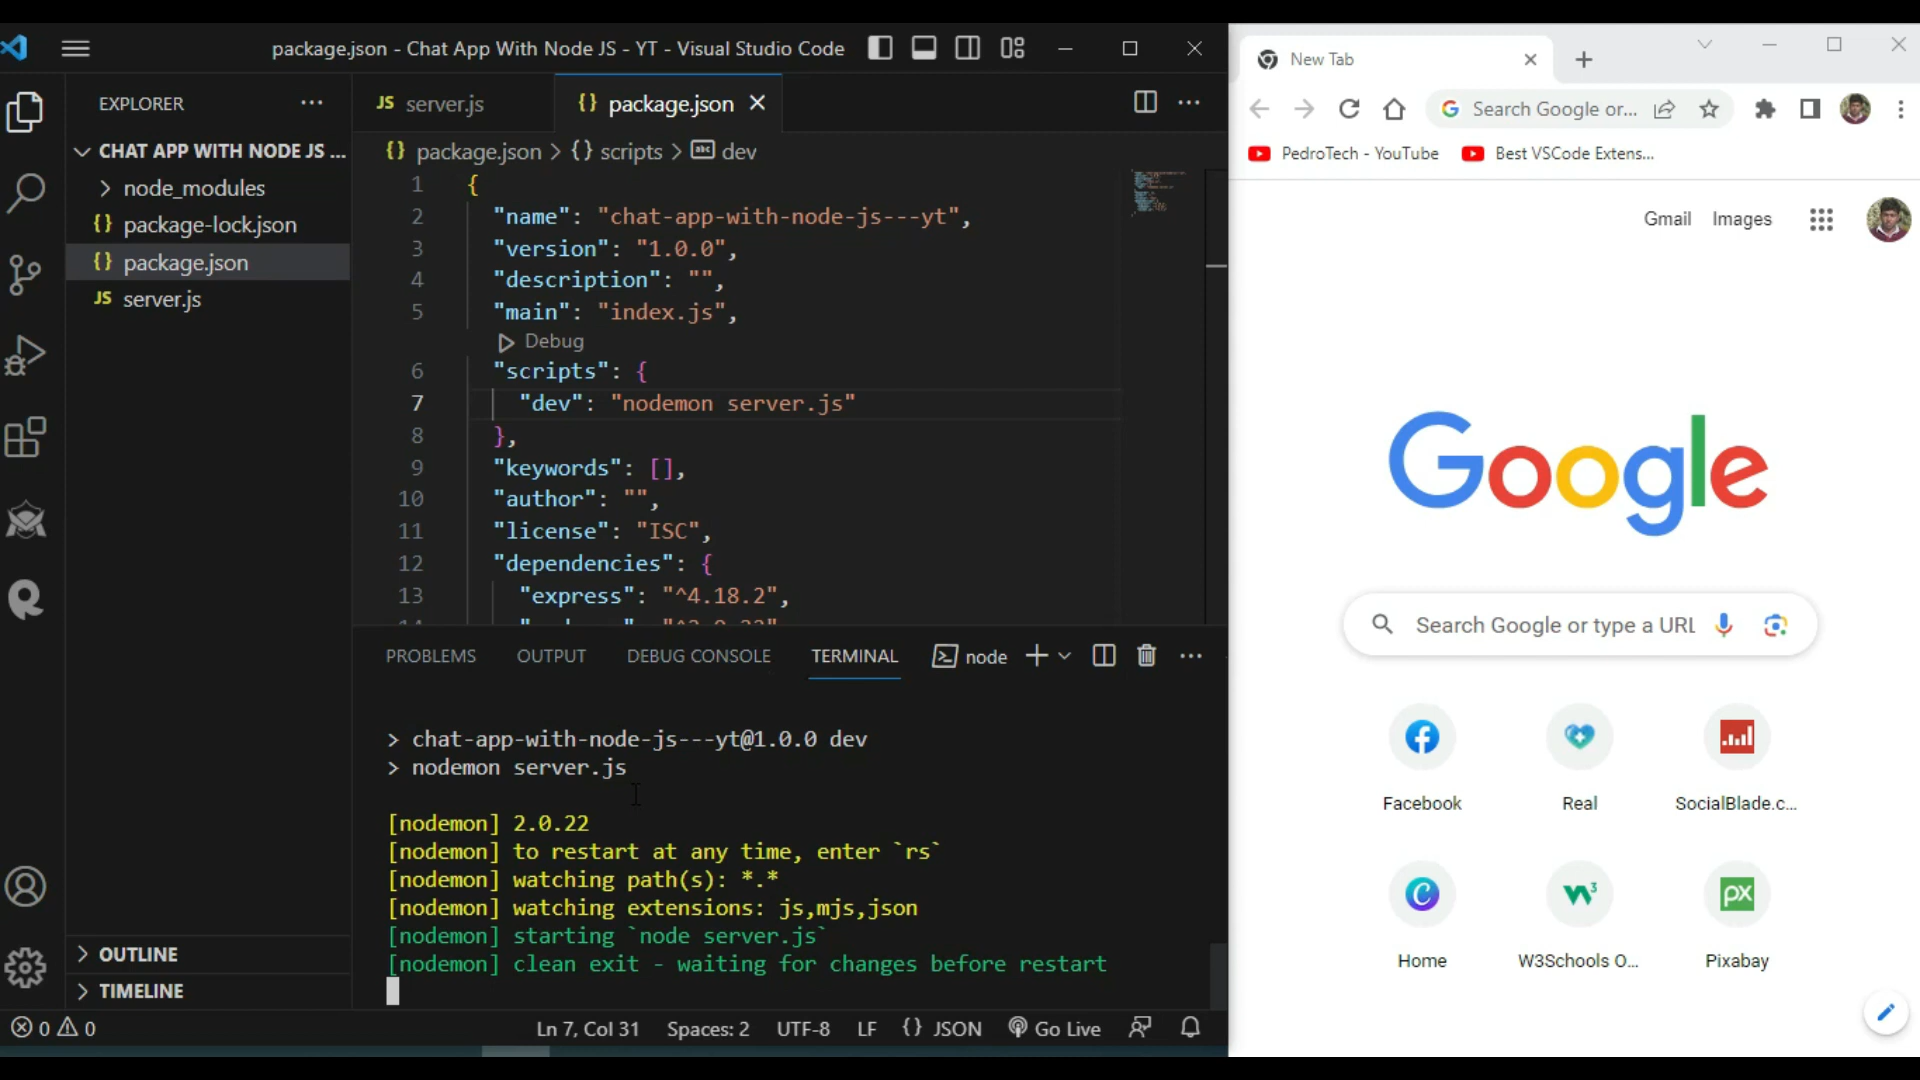 package.json - Chat App With Node JS - YT - Visual Studio Code
EXPLORER
CHAT APP WITH NODE JS ...
node_modules
{} package-lock.json
{} package.json
JS server.js
OUTLINE
TIMELINE
JS server.js
{} package.json
{} package.json > {} scripts > abc dev
1 {
2 "name": "chat-app-with-node-js---yt",
3 "version": "1.0.0",
4 "description": "",
5 "main": "index.js",
Debug
6 "scripts": {
7 "dev": "nodemon server.js"
8 },
9 "keywords": [],
10 "author": "",
11 "license": "ISC",
12 "dependencies": {
13 "express": "^4.18.2",
PROBLEMS OUTPUT DEBUG CONSOLE TERMINAL node
> chat-app-with-node-js---yt@1.0.0 dev
> nodemon server.js
[nodemon] 2.0.22
[nodemon] to restart at any time, enter `rs`
[nodemon] watching path(s): *.*
[nodemon] watching extensions: js,mjs,json
[nodemon] starting `node server.js`
[nodemon] clean exit - waiting for changes before restart
0 0 Ln 7, Col 31 Spaces: 2 UTF-8 LF {} JSON Go Live
New Tab
Search Google or...
PedroTech - YouTube Best VSCode Extens...
Gmail Images
Google
Search Google or type a URL
Facebook Real SocialBlade.c...
Home W3Schools O... Pixabay